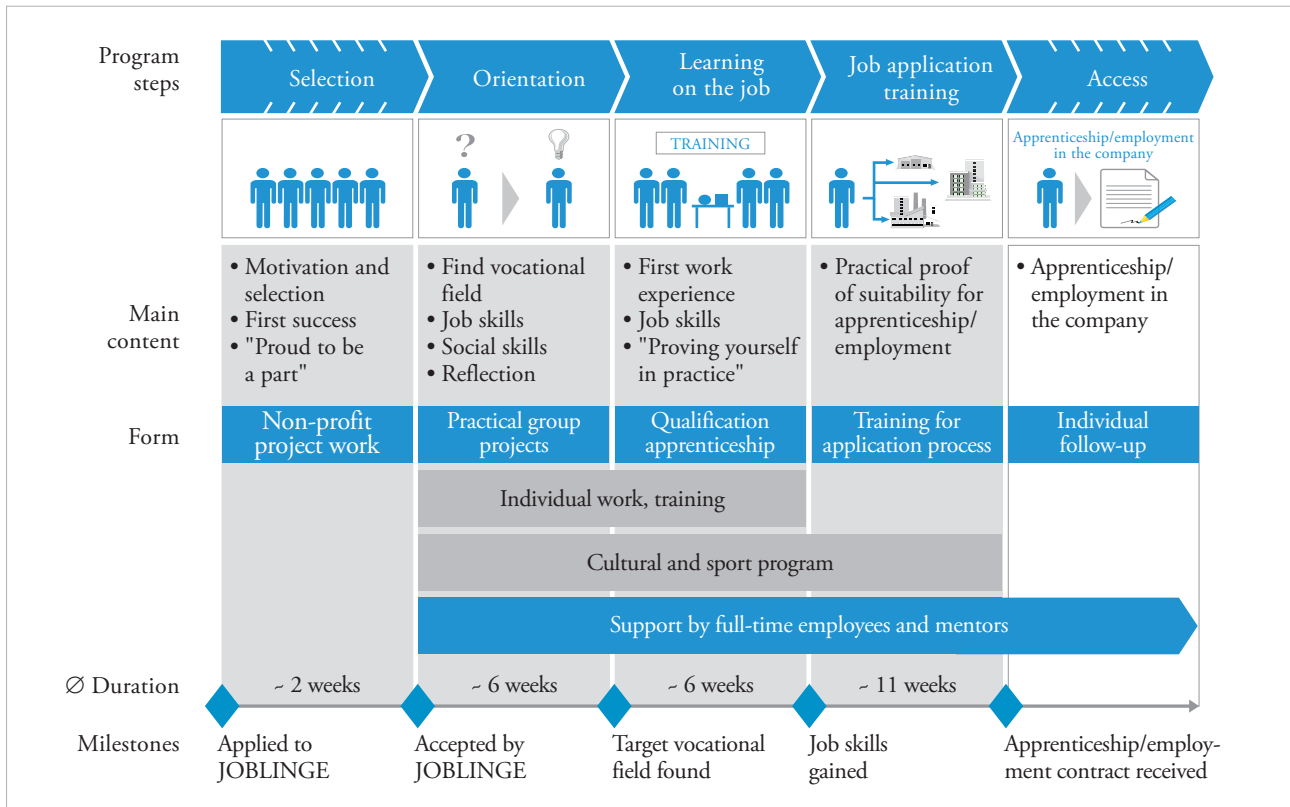 Program
steps
Selection
Orientation
Learning
on the job
Job application
training
Access
?
TRAINING
Apprenticeship/employment
in the company
Main
content
• Motivation and
selection
• First success
• "Proud to be
a part"
• Find vocational
field
• Job skills
• Social skills
• Reflection
• First work
experience
• Job skills
• "Proving yourself
in practice"
• Practical proof
of suitability for
apprenticeship/
employment
• Apprenticeship/
employment in
the company
Form
Non-profit
project work
Practical group
projects
Qualification
apprenticeship
Training for
application process
Individual
follow-up
Individual work, training
Cultural and sport program
Support by full-time employees and mentors
∅ Duration
~ 2 weeks
~ 6 weeks
~ 6 weeks
~ 11 weeks
Milestones
Applied to
JOBLINGE
Accepted by
JOBLINGE
Target vocational
field found
Job skills
gained
Apprenticeship/employ-
ment contract received